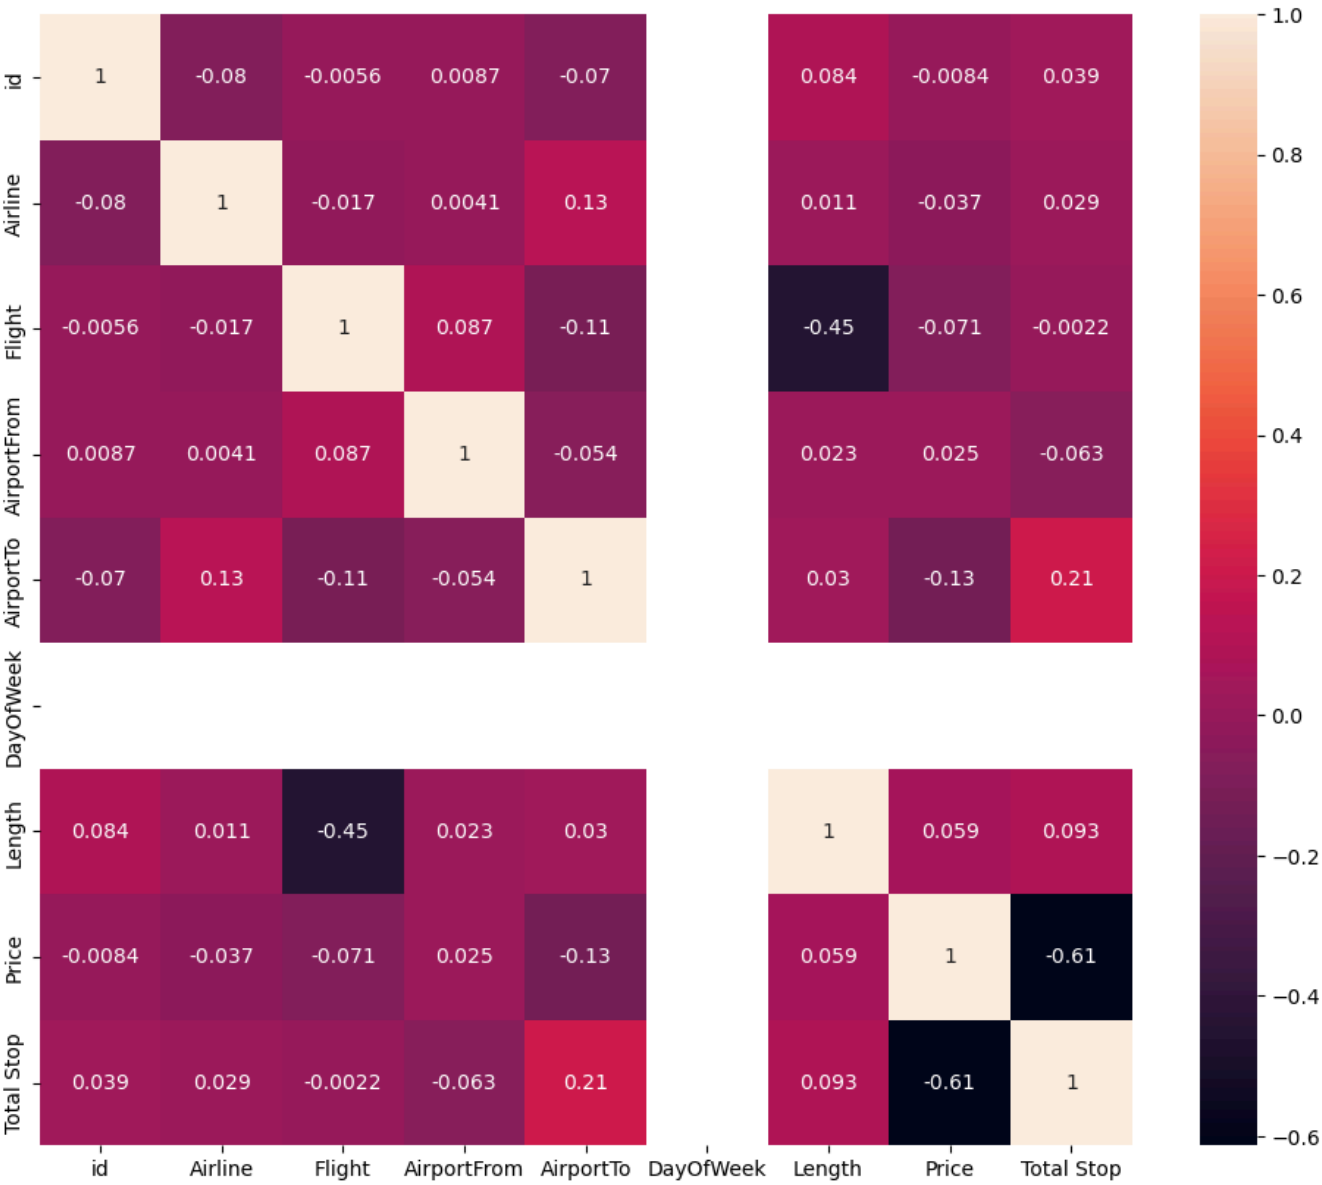 id 1 -0.08 -0.0056 0.0087 -0.07 0.084 -0.0084 0.039
Airline -0.08 1 -0.017 0.0041 0.13 0.011 -0.037 0.029
Flight -0.0056 -0.017 1 0.087 -0.11 -0.45 -0.071 -0.0022
AirportFrom 0.0087 0.0041 0.087 1 -0.054 0.023 0.025 -0.063
AirportTo -0.07 0.13 -0.11 -0.054 1 0.03 -0.13 0.21
DayOfWeek
Length 0.084 0.011 -0.45 0.023 0.03 1 0.059 0.093
Price -0.0084 -0.037 -0.071 0.025 -0.13 0.059 1 -0.61
Total Stop 0.039 0.029 -0.0022 -0.063 0.21 0.093 -0.61 1
id Airline Flight AirportFrom AirportTo DayOfWeek Length Price Total Stop
1.0
0.8
0.6
0.4
0.2
0.0
−0.2
−0.4
−0.6